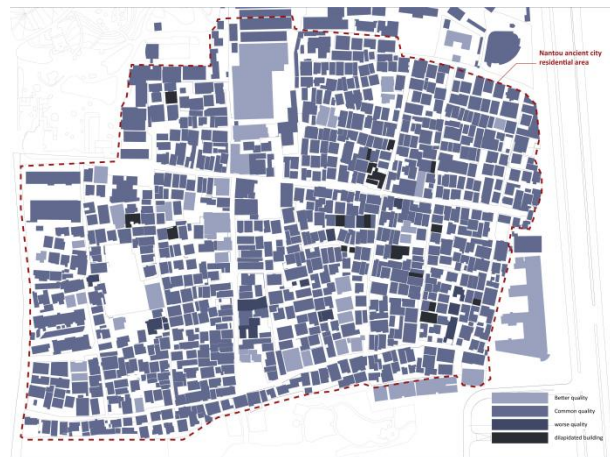 Nantou ancient city
residential area
Better quality
Common quality
worse quality
dilapidated building